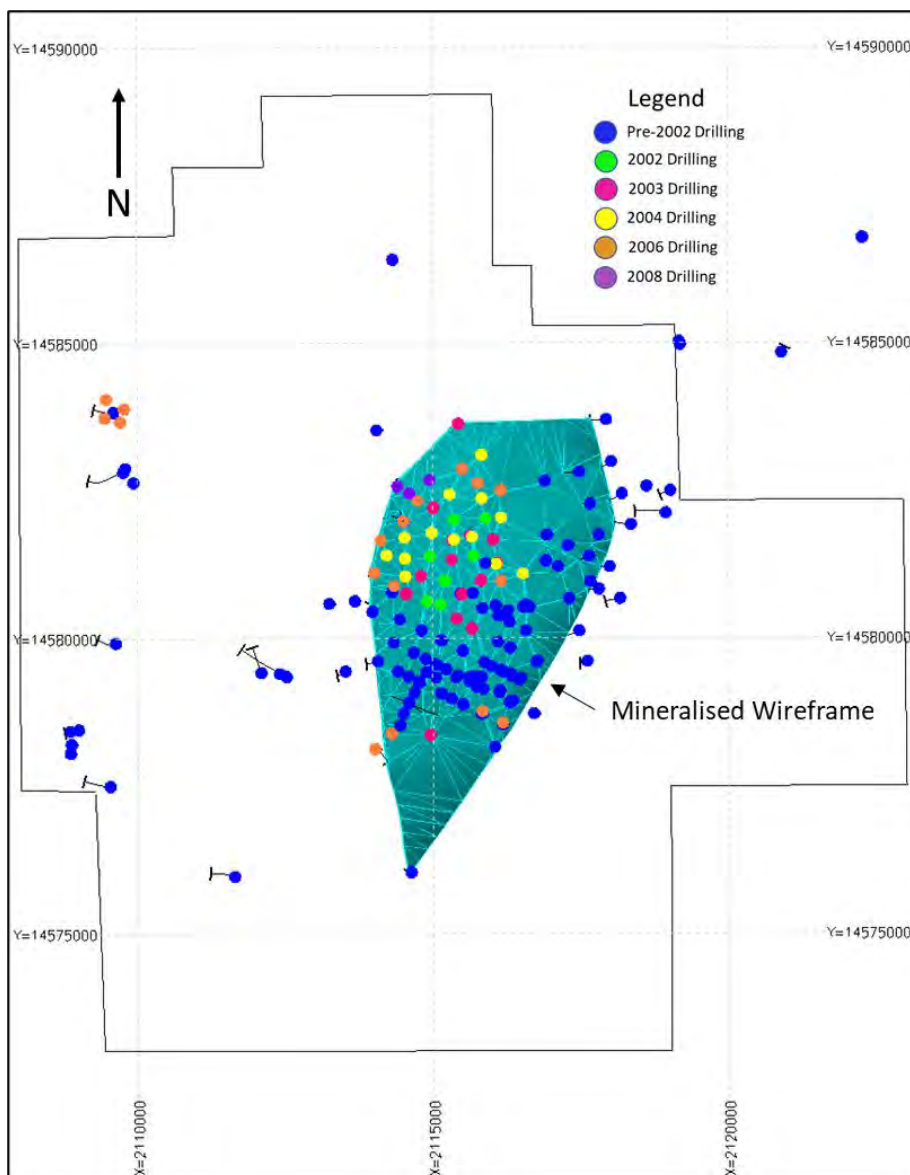 Y=14590000
Y=14590000
Legend
Pre-2002 Drilling
2002 Drilling
2003 Drilling
2004 Drilling
2006 Drilling
2008 Drilling
N
Y=14585000
Y=14585000
Y=14580000
Y=14580000
Mineralised Wireframe
Y=14575000
Y=14575000
X=2110000
X=2115000
X=2120000